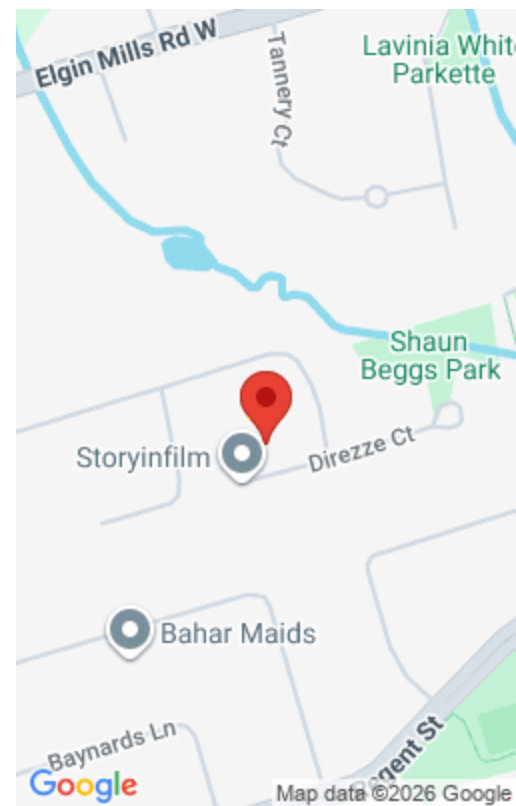 Elgin Mills Rd W
Tannery Ct
Lavinia Whit
Parkette
Shaun
Beggs Park
Storyinfilm
Direzze Ct
Bahar Maids
Baynards Ln
Regent St
Google
Map data ©2026 Google